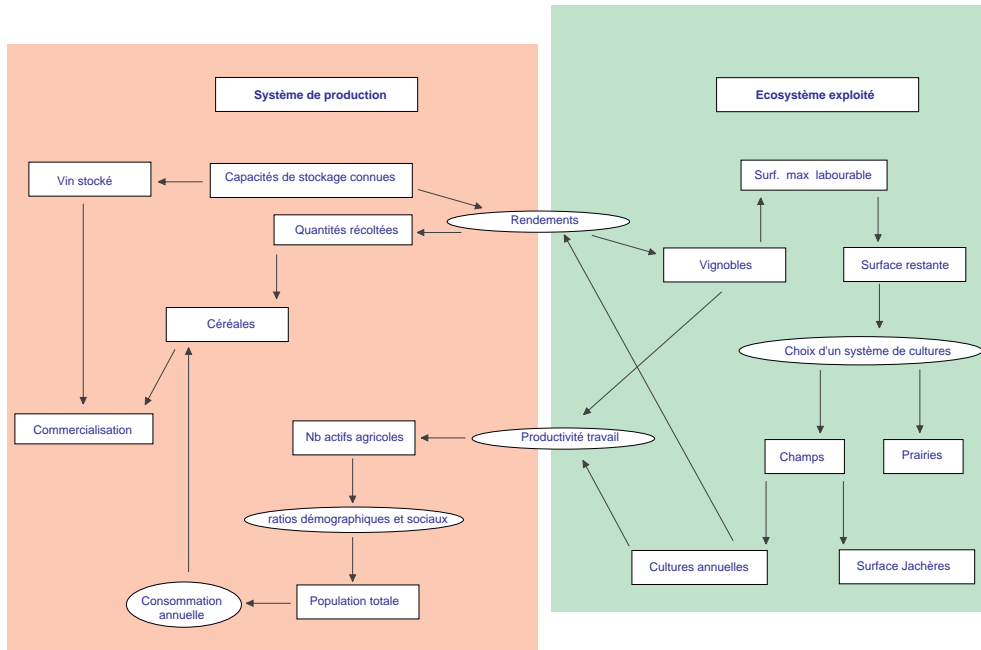 Système de production
Ecosystème exploité
Vin stocké
Capacités de stockage connues
Surf. max labourable
Quantités récoltées
Rendements
Vignobles
Surface restante
Céréales
Choix d'un système de cultures
Commercialisation
Nb actifs agricoles
Productivité travail
Champs
Prairies
ratios démographiques et sociaux
Cultures annuelles
Surface Jachères
Consommation
annuelle
Population totale